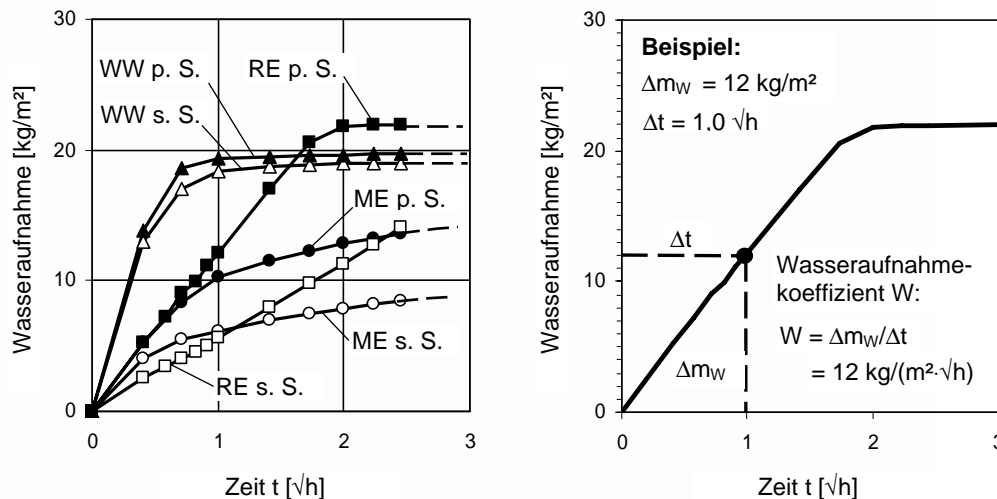 Wasseraufnahme [kg/m²]
30
20
10
0
WW p. S.
RE p. S.
WW s. S.
ME p. S.
ME s. S.
RE s. S.
0 1 2 3
Zeit t [√h]
Wasseraufnahme [kg/m²]
30
20
10
0
Beispiel:
Δm_W = 12 kg/m²
Δt = 1,0 √h
Δt
Wasseraufnahme-
koeffizient W:
W = Δm_W/Δt
= 12 kg/(m²·√h)
Δm_W
0 1 2 3
Zeit t [√h]